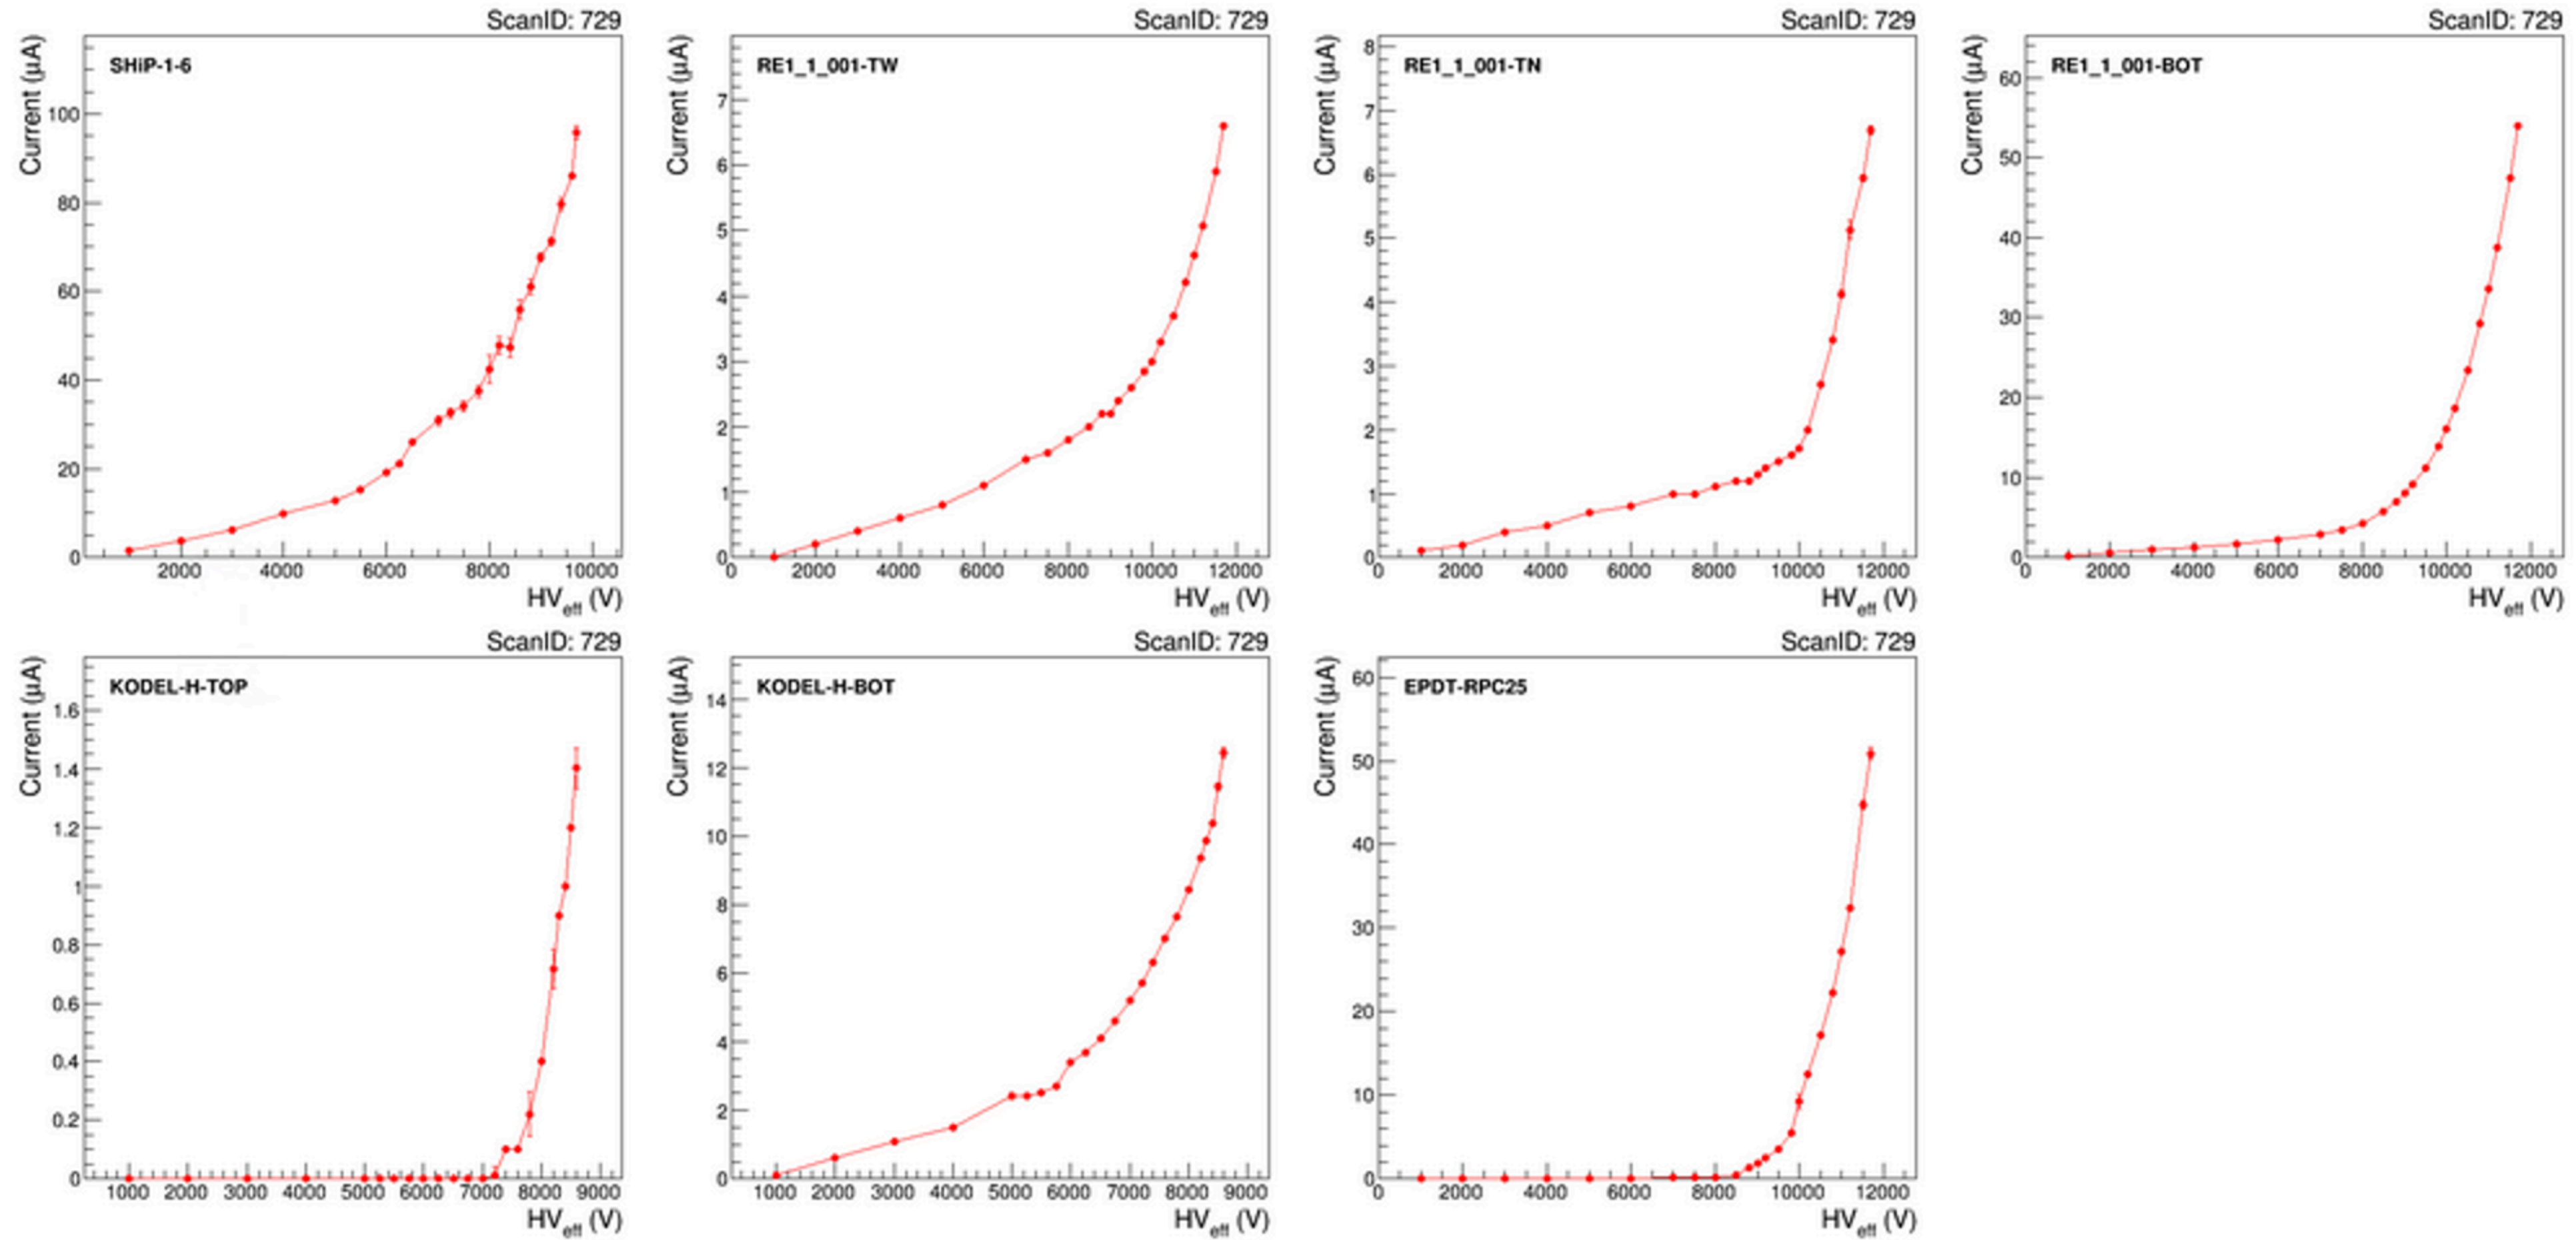 ScanID: 729
Current (μA)
SHiP-1-6
100
80
60
40
20
0
2000 4000 6000 8000 10000
HVeff (V)
ScanID: 729
Current (μA)
RE1_1_001-TW
7
6
5
4
3
2
1
0
0 2000 4000 6000 8000 10000 12000
HVeff (V)
ScanID: 729
Current (μA)
RE1_1_001-TN
8
7
6
5
4
3
2
1
0
0 2000 4000 6000 8000 10000 12000
HVeff (V)
ScanID: 729
Current (μA)
RE1_1_001-BOT
60
50
40
30
20
10
0
0 2000 4000 6000 8000 10000 12000
HVeff (V)
ScanID: 729
Current (μA)
KODEL-H-TOP
1.6
1.4
1.2
1
0.8
0.6
0.4
0.2
0
1000 2000 3000 4000 5000 6000 7000 8000 9000
HVeff (V)
ScanID: 729
Current (μA)
KODEL-H-BOT
14
12
10
8
6
4
2
0
1000 2000 3000 4000 5000 6000 7000 8000 9000
HVeff (V)
ScanID: 729
Current (μA)
EPDT-RPC25
60
50
40
30
20
10
0
0 2000 4000 6000 8000 10000 12000
HVeff (V)